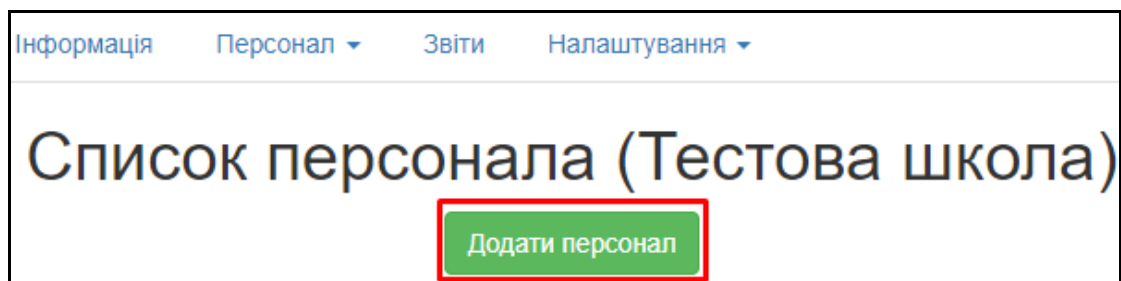 Інформація Персонал Звіти Налаштування
Список персонала (Тестова школа)
Додати персонал